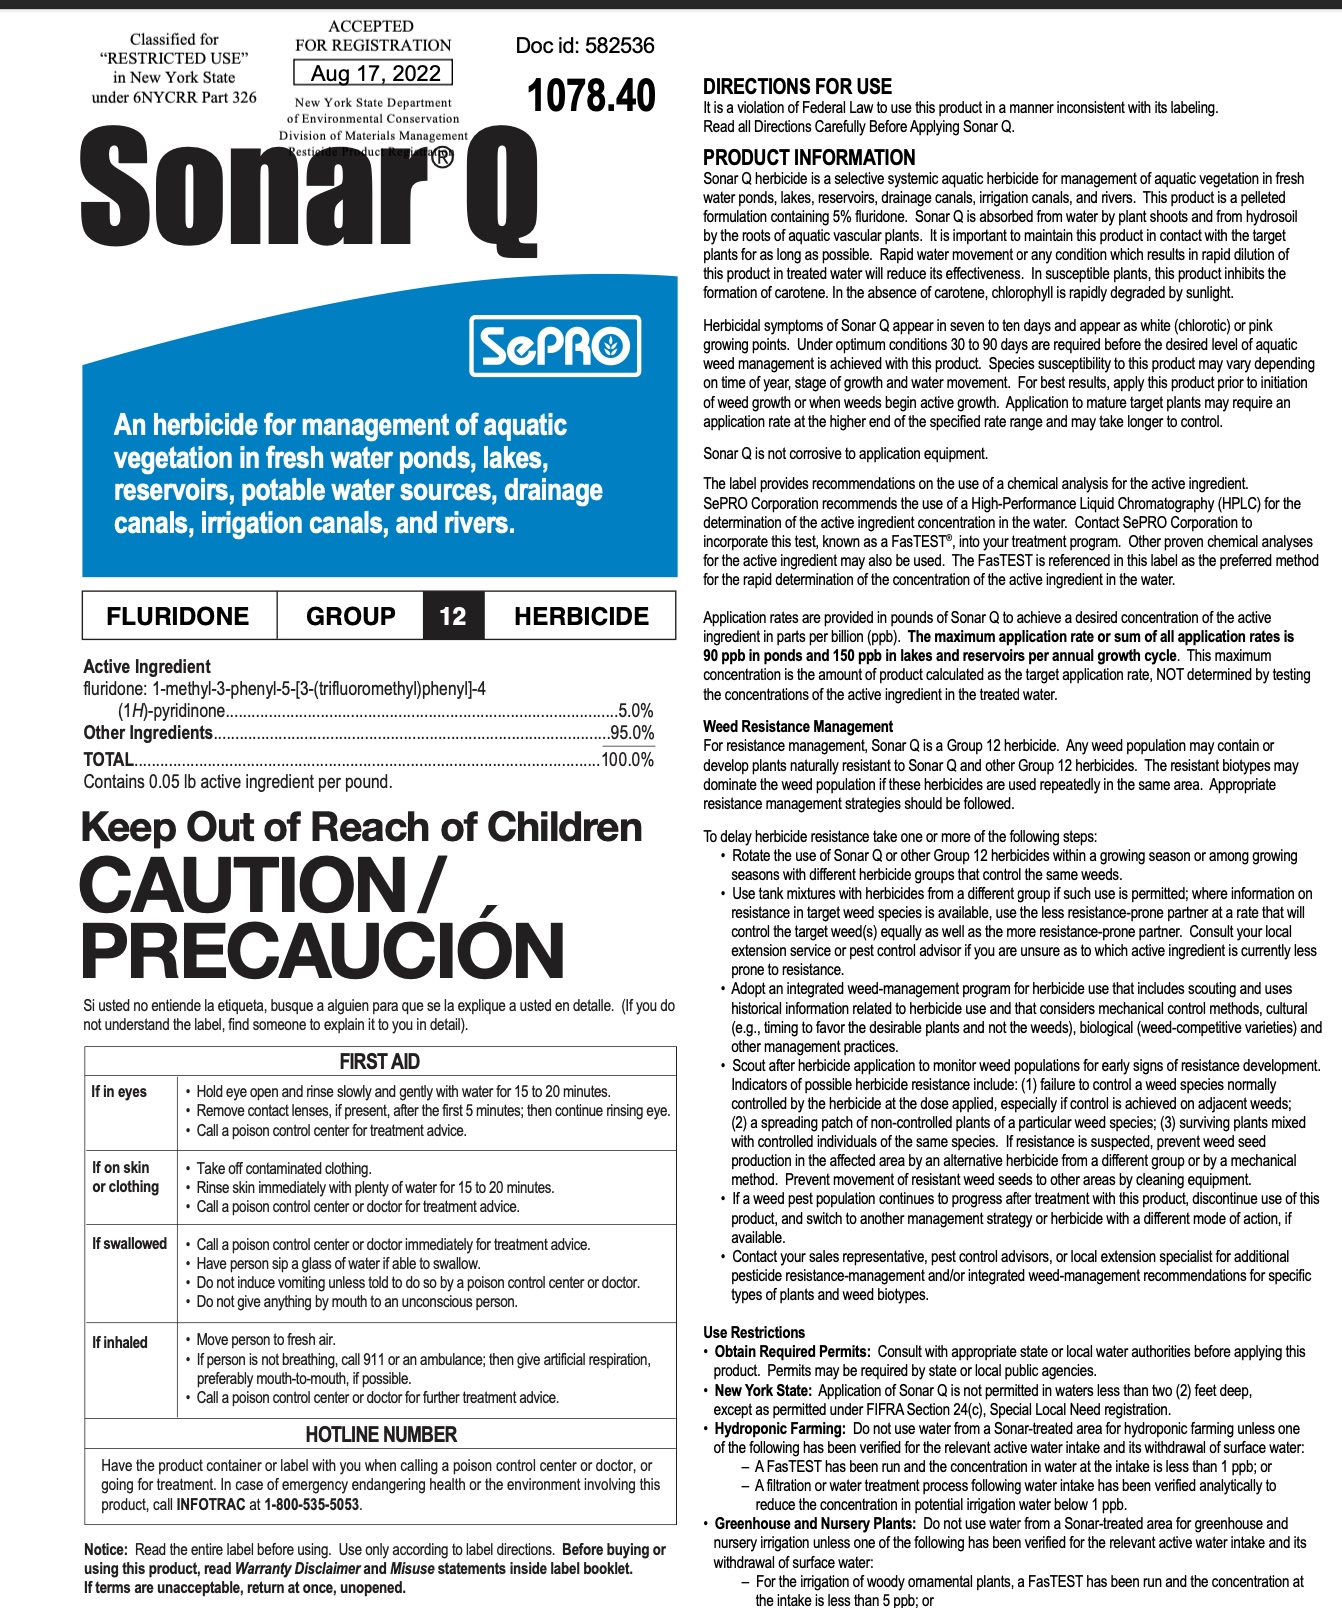 Classified for
“RESTRICTED USE”
in New York State
under 6NYCRR Part 326
ACCEPTED
FOR REGISTRATION
Aug 17, 2022
New York State Department
of Environmental Conservation
Division of Materials Management
Pesticide Product Registration
Doc id: 582536
1078.40
Sonar® Q
SePRO
An herbicide for management of aquatic
vegetation in fresh water ponds, lakes,
reservoirs, potable water sources, drainage
canals, irrigation canals, and rivers.
FLURIDONE GROUP 12 HERBICIDE
Active Ingredient
fluridone: 1-methyl-3-phenyl-5-[3-(trifluoromethyl)phenyl]-4
(1H)-pyridinone..........................................................................................5.0%
Other Ingredients...........................................................................................95.0%
TOTAL...........................................................................................................100.0%
Contains 0.05 lb active ingredient per pound.
Keep Out of Reach of Children
CAUTION/
PRECAUCIÓN
Si usted no entiende la etiqueta, busque a alguien para que se la explique a usted en detalle. (If you do
not understand the label, find someone to explain it to you in detail).
FIRST AID
If in eyes
• Hold eye open and rinse slowly and gently with water for 15 to 20 minutes.
• Remove contact lenses, if present, after the first 5 minutes; then continue rinsing eye.
• Call a poison control center for treatment advice.
If on skin
or clothing
• Take off contaminated clothing.
• Rinse skin immediately with plenty of water for 15 to 20 minutes.
• Call a poison control center or doctor for treatment advice.
If swallowed
• Call a poison control center or doctor immediately for treatment advice.
• Have person sip a glass of water if able to swallow.
• Do not induce vomiting unless told to do so by a poison control center or doctor.
• Do not give anything by mouth to an unconscious person.
If inhaled
• Move person to fresh air.
• If person is not breathing, call 911 or an ambulance; then give artificial respiration,
preferably mouth-to-mouth, if possible.
• Call a poison control center or doctor for further treatment advice.
HOTLINE NUMBER
Have the product container or label with you when calling a poison control center or doctor, or
going for treatment. In case of emergency endangering health or the environment involving this
product, call INFOTRAC at 1-800-535-5053.
Notice: Read the entire label before using. Use only according to label directions. Before buying or
using this product, read Warranty Disclaimer and Misuse statements inside label booklet.
If terms are unacceptable, return at once, unopened.
DIRECTIONS FOR USE
It is a violation of Federal Law to use this product in a manner inconsistent with its labeling.
Read all Directions Carefully Before Applying Sonar Q.
PRODUCT INFORMATION
Sonar Q herbicide is a selective systemic aquatic herbicide for management of aquatic vegetation in fresh
water ponds, lakes, reservoirs, drainage canals, irrigation canals, and rivers. This product is a pelleted
formulation containing 5% fluridone. Sonar Q is absorbed from water by plant shoots and from hydrosoil
by the roots of aquatic vascular plants. It is important to maintain this product in contact with the target
plants for as long as possible. Rapid water movement or any condition which results in rapid dilution of
this product in treated water will reduce its effectiveness. In susceptible plants, this product inhibits the
formation of carotene. In the absence of carotene, chlorophyll is rapidly degraded by sunlight.
Herbicidal symptoms of Sonar Q appear in seven to ten days and appear as white (chlorotic) or pink
growing points. Under optimum conditions 30 to 90 days are required before the desired level of aquatic
weed management is achieved with this product. Species susceptibility to this product may vary depending
on time of year, stage of growth and water movement. For best results, apply this product prior to initiation
of weed growth or when weeds begin active growth. Application to mature target plants may require an
application rate at the higher end of the specified rate range and may take longer to control.
Sonar Q is not corrosive to application equipment.
The label provides recommendations on the use of a chemical analysis for the active ingredient.
SePRO Corporation recommends the use of a High-Performance Liquid Chromatography (HPLC) for the
determination of the active ingredient concentration in the water. Contact SePRO Corporation to
incorporate this test, known as a FasTEST®, into your treatment program. Other proven chemical analyses
for the active ingredient may also be used. The FasTEST is referenced in this label as the preferred method
for the rapid determination of the concentration of the active ingredient in the water.
Application rates are provided in pounds of Sonar Q to achieve a desired concentration of the active
ingredient in parts per billion (ppb). The maximum application rate or sum of all application rates is
90 ppb in ponds and 150 ppb in lakes and reservoirs per annual growth cycle. This maximum
concentration is the amount of product calculated as the target application rate, NOT determined by testing
the concentrations of the active ingredient in the treated water.
Weed Resistance Management
For resistance management, Sonar Q is a Group 12 herbicide. Any weed population may contain or
develop plants naturally resistant to Sonar Q and other Group 12 herbicides. The resistant biotypes may
dominate the weed population if these herbicides are used repeatedly in the same area. Appropriate
resistance management strategies should be followed.
To delay herbicide resistance take one or more of the following steps:
• Rotate the use of Sonar Q or other Group 12 herbicides within a growing season or among growing
seasons with different herbicide groups that control the same weeds.
• Use tank mixtures with herbicides from a different group if such use is permitted; where information on
resistance in target weed species is available, use the less resistance-prone partner at a rate that will
control the target weed(s) equally as well as the more resistance-prone partner. Consult your local
extension service or pest control advisor if you are unsure as to which active ingredient is currently less
prone to resistance.
• Adopt an integrated weed-management program for herbicide use that includes scouting and uses
historical information related to herbicide use and that considers mechanical control methods, cultural
(e.g., timing to favor the desirable plants and not the weeds), biological (weed-competitive varieties) and
other management practices.
• Scout after herbicide application to monitor weed populations for early signs of resistance development.
Indicators of possible herbicide resistance include: (1) failure to control a weed species normally
controlled by the herbicide at the dose applied, especially if control is achieved on adjacent weeds;
(2) a spreading patch of non-controlled plants of a particular weed species; (3) surviving plants mixed
with controlled individuals of the same species. If resistance is suspected, prevent weed seed
production in the affected area by an alternative herbicide from a different group or by a mechanical
method. Prevent movement of resistant weed seeds to other areas by cleaning equipment.
• If a weed pest population continues to progress after treatment with this product, discontinue use of this
product, and switch to another management strategy or herbicide with a different mode of action, if
available.
• Contact your sales representative, pest control advisors, or local extension specialist for additional
pesticide resistance-management and/or integrated weed-management recommendations for specific
types of plants and weed biotypes.
Use Restrictions
• Obtain Required Permits: Consult with appropriate state or local water authorities before applying this
product. Permits may be required by state or local public agencies.
• New York State: Application of Sonar Q is not permitted in waters less than two (2) feet deep,
except as permitted under FIFRA Section 24(c), Special Local Need registration.
• Hydroponic Farming: Do not use water from a Sonar-treated area for hydroponic farming unless one
of the following has been verified for the relevant active water intake and its withdrawal of surface water:
– A FasTEST has been run and the concentration in water at the intake is less than 1 ppb; or
– A filtration or water treatment process following water intake has been verified analytically to
reduce the concentration in potential irrigation water below 1 ppb.
• Greenhouse and Nursery Plants: Do not use water from a Sonar-treated area for greenhouse and
nursery irrigation unless one of the following has been verified for the relevant active water intake and its
withdrawal of surface water:
– For the irrigation of woody ornamental plants, a FasTEST has been run and the concentration at
the intake is less than 5 ppb; or